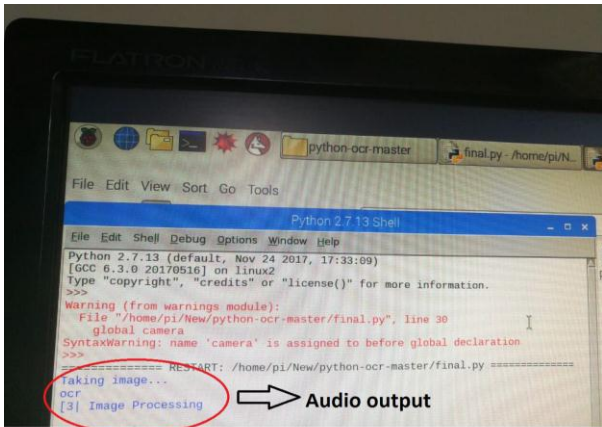 FLATRON
python-ocr-master
final.py - /home/pi/N...
File Edit View Sort Go Tools
Python 2.7.13 Shell
File Edit Shell Debug Options Window Help
Python 2.7.13 (default, Nov 24 2017, 17:33:09)
[GCC 6.3.0 20170516] on linux2
Type "copyright", "credits" or "license()" for more information.
>>>
Warning (from warnings module):
File "/home/pi/New/python-ocr-master/final.py", line 30
global camera
SyntaxWarning: name 'camera' is assigned to before global declaration
>>>
============== RESTART: /home/pi/New/python-ocr-master/final.py ==============
Taking image...
ocr
[3| Image Processing
Audio output